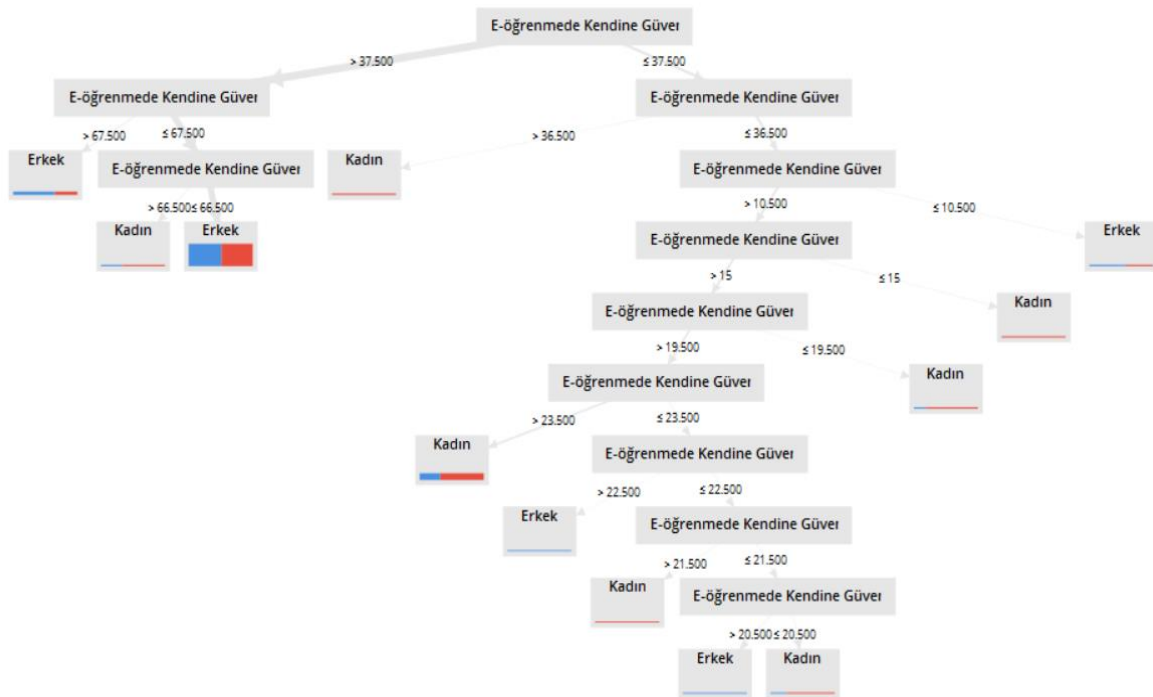 E-öğrenmede Kendine Güver
> 37.500
≤ 37.500
E-öğrenmede Kendine Güver
E-öğrenmede Kendine Güver
> 67.500
≤ 67.500
> 36.500
≤ 36.500
Erkek
E-öğrenmede Kendine Güver
Kadın
E-öğrenmede Kendine Güver
> 66.500
≤ 66.500
> 10.500
≤ 10.500
Kadın
Erkek
E-öğrenmede Kendine Güver
Erkek
> 15
≤ 15
E-öğrenmede Kendine Güver
Kadın
> 19.500
≤ 19.500
E-öğrenmede Kendine Güver
Kadın
> 23.500
≤ 23.500
Kadın
E-öğrenmede Kendine Güver
> 22.500
≤ 22.500
Erkek
E-öğrenmede Kendine Güver
> 21.500
≤ 21.500
Kadın
E-öğrenmede Kendine Güver
> 20.500
≤ 20.500
Erkek
Kadın